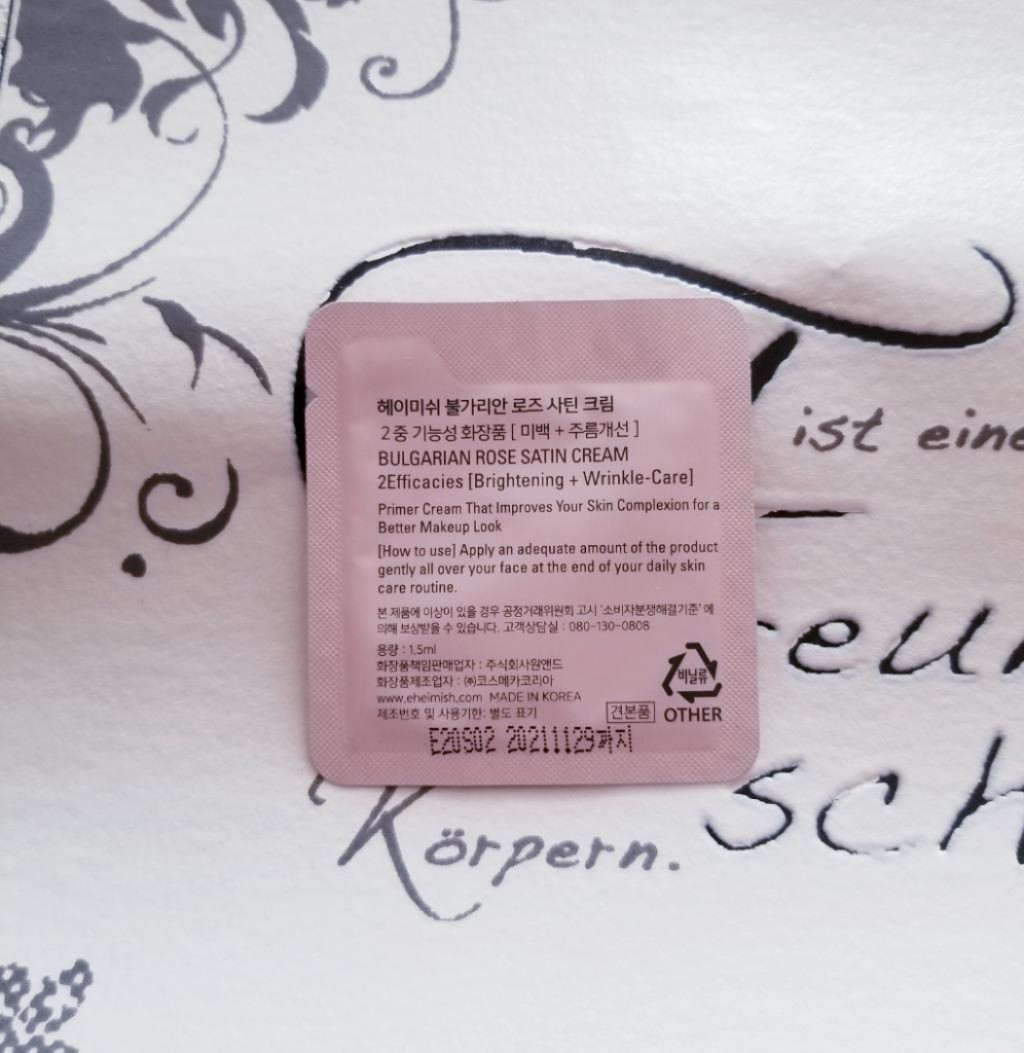 헤이미쉬 불가리안 로즈 사틴 크림
2중 기능성 화장품 [ 미백 + 주름개선 ]
BULGARIAN ROSE SATIN CREAM
2Efficacies [Brightening + Wrinkle-Care]
Primer Cream That Improves Your Skin Complexion for a
Better Makeup Look
[How to use] Apply an adequate amount of the product
gently all over your face at the end of your daily skin
care routine.
본 제품에 이상이 있을 경우 공정거래위원회 고시 '소비자분쟁해결기준' 에
의해 보상받을 수 있습니다. 고객상담실 : 080-130-0808
용량 : 1.5ml
화장품책임판매업자 : 주식회사원앤드
화장품제조업자 : ㈜코스메카코리아
www.eheimish.com MADE IN KOREA
제조번호 및 사용기한: 별도 표기
견본품
비닐류
OTHER
E20S02 20211129까지
ist eine
Körpern.